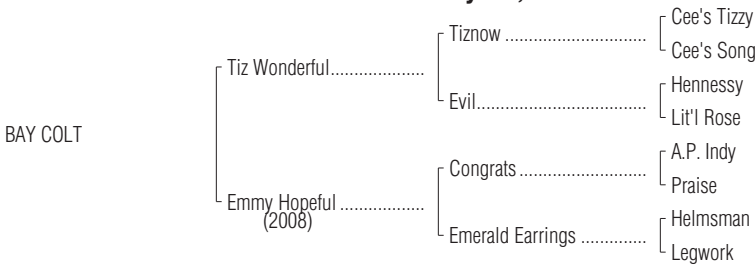 Cee's Tizzy
Tiznow ....................................
Cee's Song
Tiz Wonderful....................
Hennessy
Evil...........................................
Lit'l Rose
BAY COLT
A.P. Indy
Congrats ................................
Praise
Emmy Hopeful ..................
(2008)
Helmsman
Emerald Earrings ................
Legwork